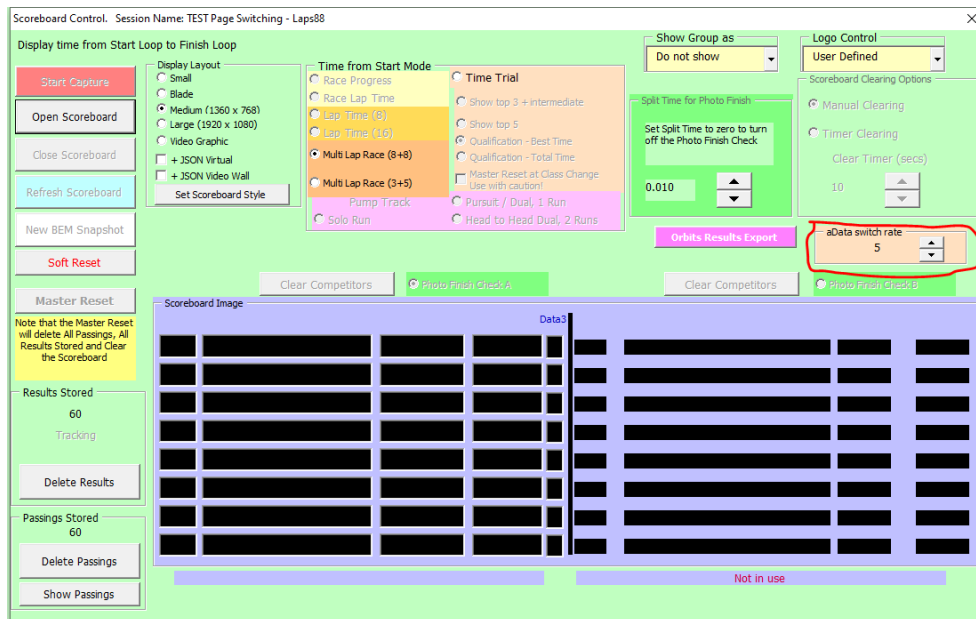 Scoreboard Control. Session Name: TEST Page Switching - Laps88
Display time from Start Loop to Finish Loop
Start Capture
Open Scoreboard
Close Scoreboard
Refresh Scoreboard
New BEM Snapshot
Soft Reset
Master Reset
Note that the Master Reset
will delete All Passings, All
Results Stored and Clear
the Scoreboard
Results Stored
60
Tracking
Delete Results
Passings Stored
60
Delete Passings
Show Passings
Display Layout
Small
Blade
Medium (1360 x 768)
Large (1920 x 1080)
Video Graphic
+ JSON Virtual
+ JSON Video Wall
Set Scoreboard Style
Time from Start Mode
Race Progress
Race Lap Time
Lap Time (8)
Lap Time (16)
Multi Lap Race (8+8)
Multi Lap Race (3+5)
Pump Track
Solo Run
Time Trial
Show top 3 + intermediate
Show top 5
Qualification - Best Time
Qualification - Total Time
Master Reset at Class Change
Use with caution!
Pursuit / Dual, 1 Run
Head to Head Dual, 2 Runs
Show Group as
Do not show
Logo Control
User Defined
Split Time for Photo Finish
Set Split Time to zero to turn
off the Photo Finish Check
0.010
Scoreboard Clearing Options
Manual Clearing
Timer Clearing
Clear Timer (secs)
10
Orbits Results Export
aData switch rate
5
Clear Competitors
Photo Finish Check A
Clear Competitors
Photo Finish Check B
Scoreboard Image
Data3
Not in use